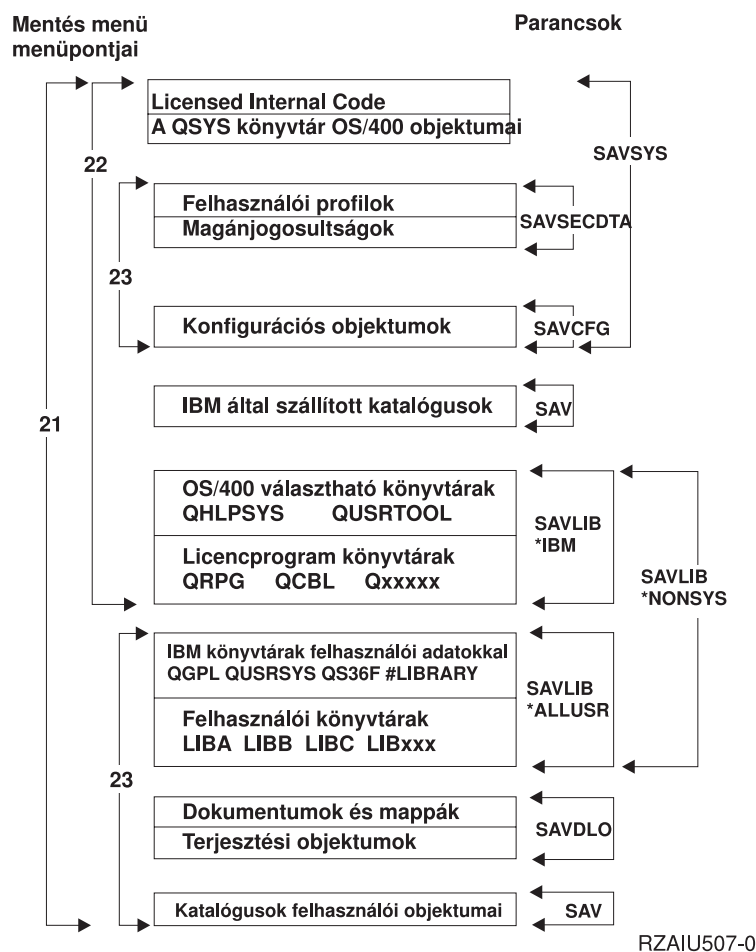 Mentés menü
menüpontjai
Parancsok
Licensed Internal Code
A QSYS könyvtár OS/400 objektumai
22
SAVSYS
Felhasználói profilok
Magánjogosultságok
SAVSECDTA
23
Konfigurációs objektumok
SAVCFG
IBM által szállított katalógusok
SAV
21
OS/400 választható könyvtárak
QHLPSYS QUSRTOOL
SAVLIB
*IBM
Licencprogram könyvtárak
QRPG QCBL Qxxxxx
SAVLIB
*NONSYS
IBM könyvtárak felhasználói adatokkal
QGPL QUSRSYS QS36F #LIBRARY
SAVLIB
*ALLUSR
Felhasználói könyvtárak
LIBA LIBB LIBC LIBxxx
23
Dokumentumok és mappák
Terjesztési objektumok
SAVDLO
Katalógusok felhasználói objektumai
SAV
RZAIU507-0